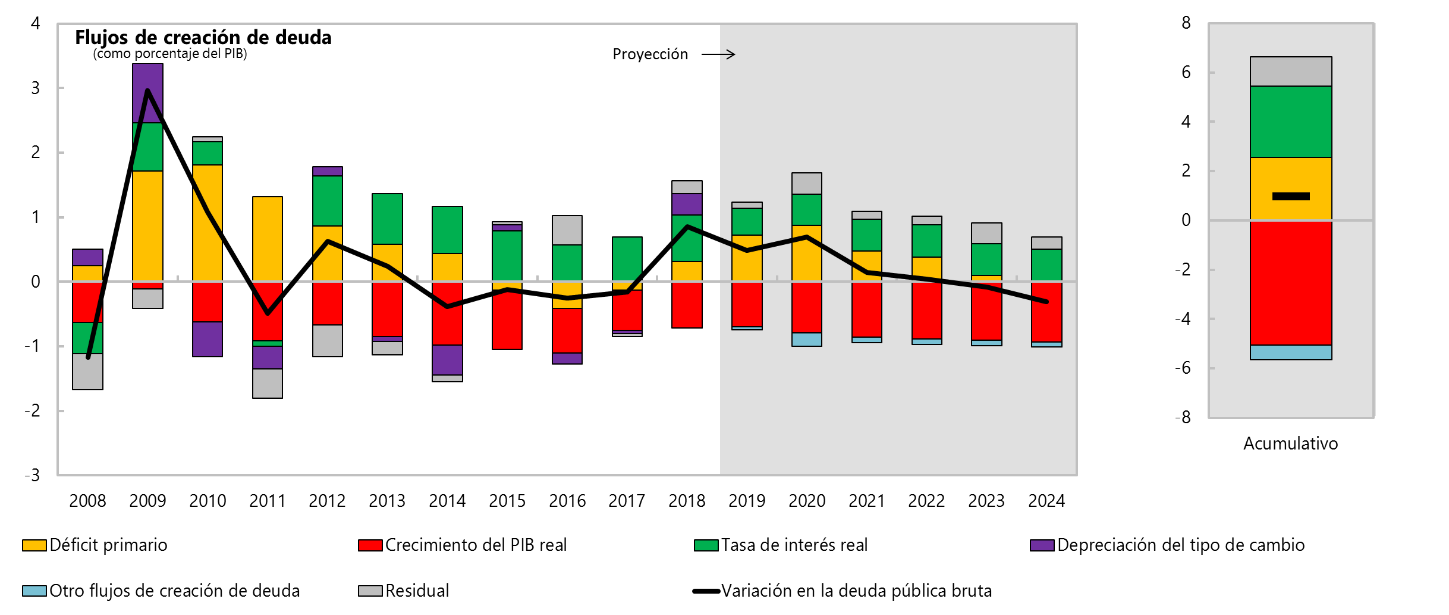 Flujos de creación de deuda
(como porcentaje del PIB)
Proyección
4
3
2
1
0
-1
-2
-3
2008 2009 2010 2011 2012 2013 2014 2015 2016 2017 2018 2019 2020 2021 2022 2023 2024
8
6
4
2
0
-2
-4
-6
-8
Acumulativo
Déficit primario
Crecimiento del PIB real
Tasa de interés real
Depreciación del tipo de cambio
Otro flujos de creación de deuda
Residual
Variación en la deuda pública bruta